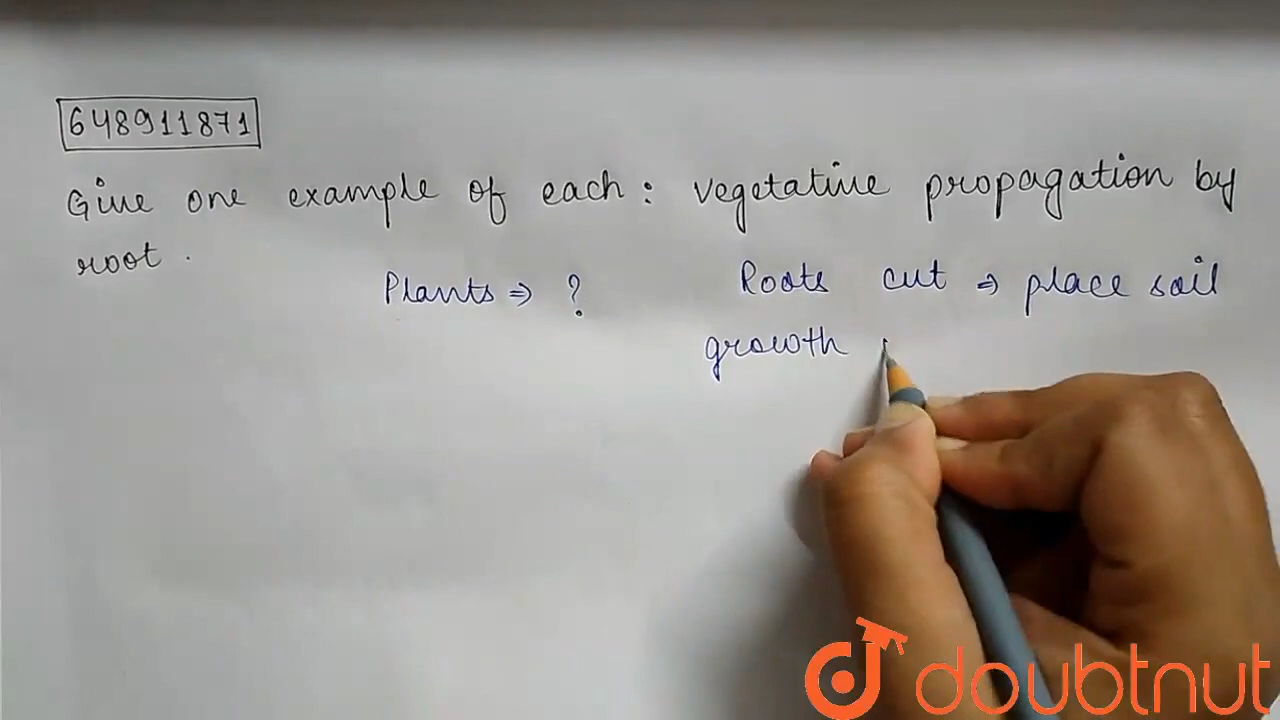 648911871
Give one example of each: vegetative propagation by
root.
Plants ⇒ ?
Roots cut ⇒ place soil
growth
doubtnut